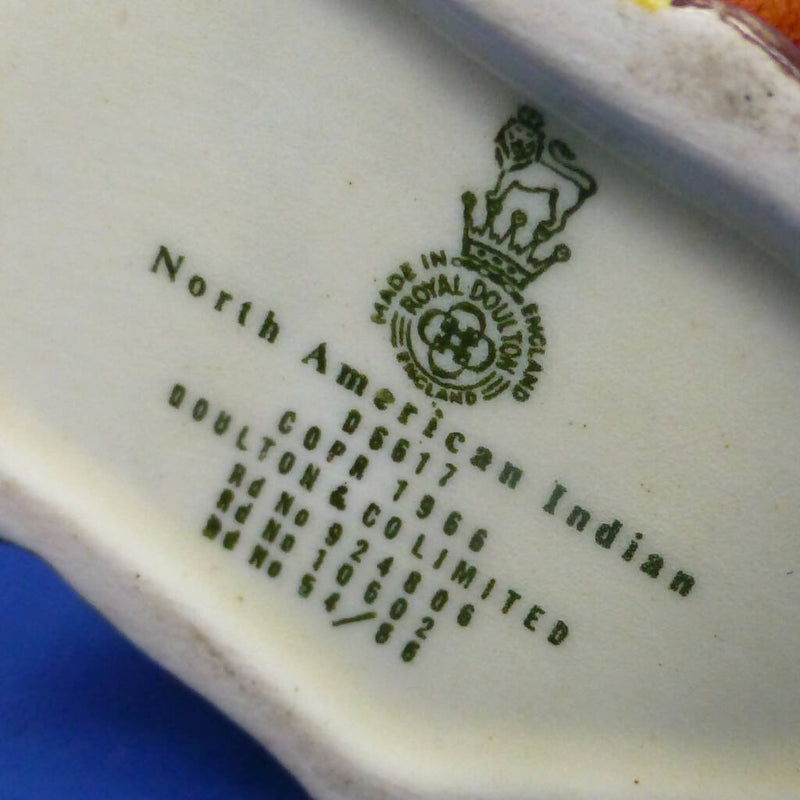 MADE IN ENGLAND
ROYAL DOULTON
ENGLAND
North American Indian
D6617
COPR 1966
DOULTON & CO LIMITED
Rd No 924806
Rd No 10602
Rd No 54/66